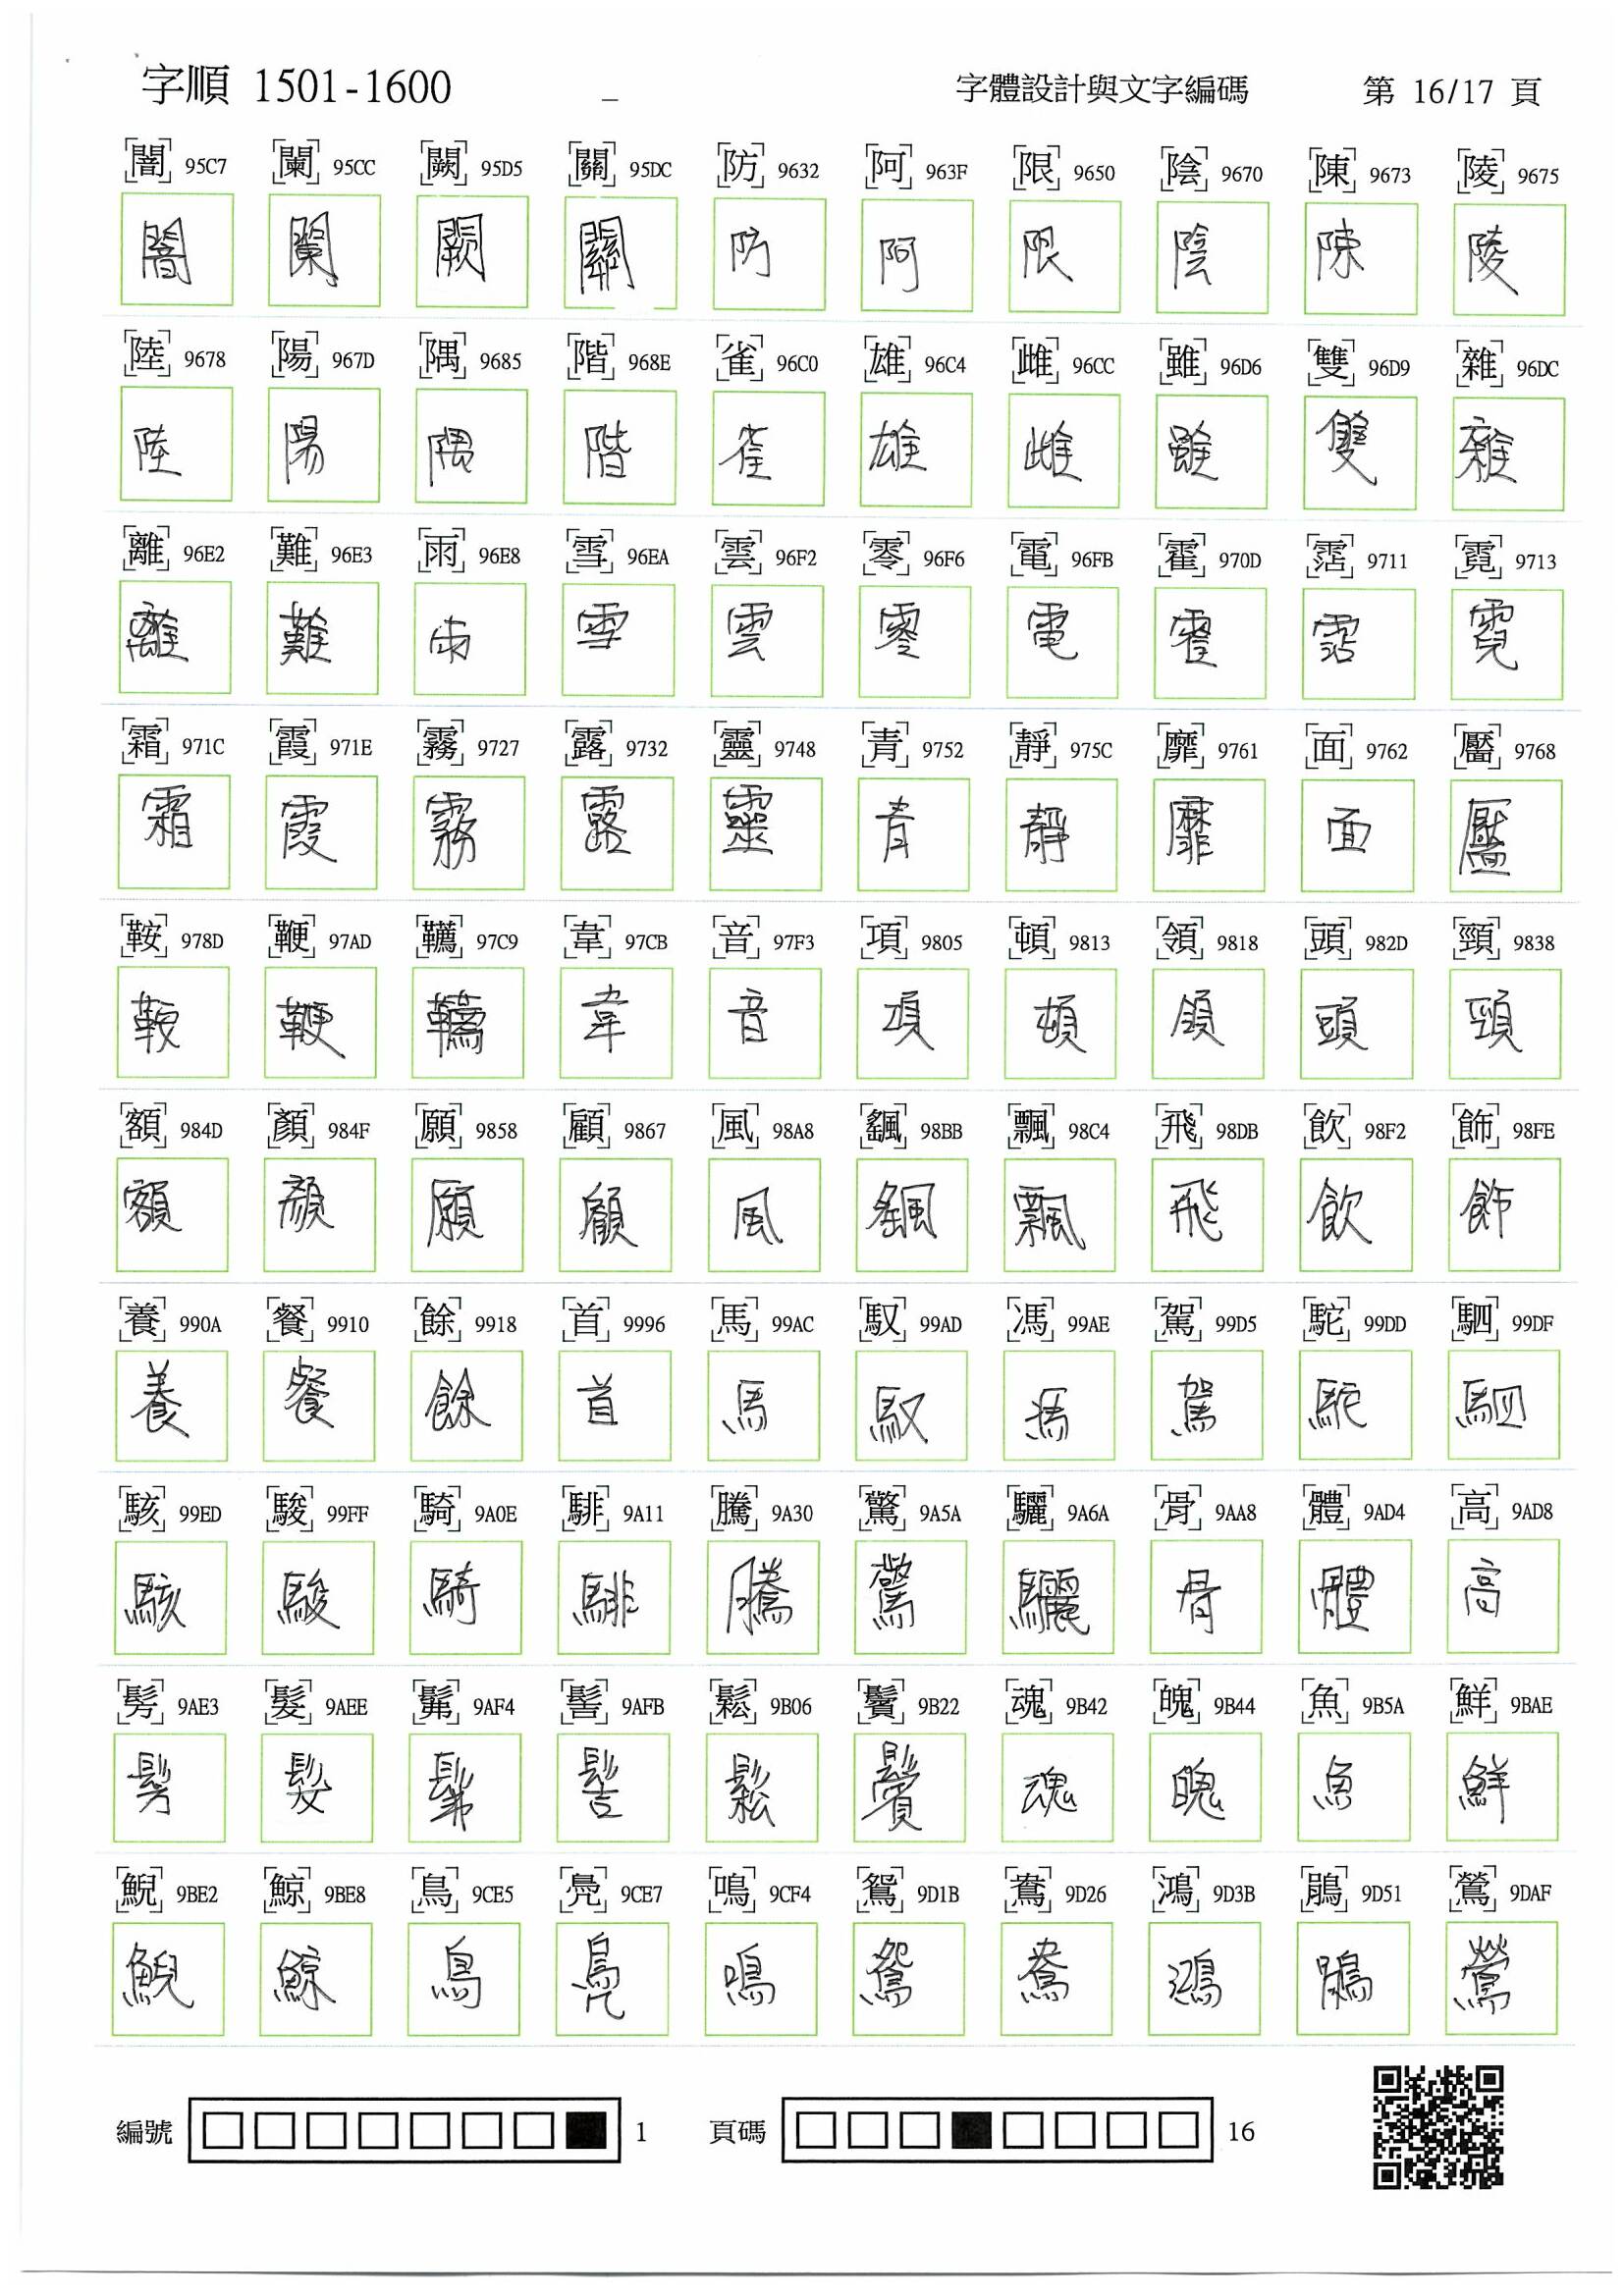 字順 1501-1600 字體設計與文字編碼 第 16/17 頁
闇 95C7 闌 95CC 闕 95D5 關 95DC 防 9632 阿 963F 限 9650 陰 9670 陳 9673 陵 9675
闇 闌 闕 關 防 阿 限 陰 陳 陵
陸 9678 陽 967D 隅 9685 階 968E 雀 96C0 雄 96C4 雌 96CC 雖 96D6 雙 96D9 雜 96DC
陸 陽 隅 階 雀 雄 雌 雖 雙 雜
離 96E2 難 96E3 雨 96E8 雪 96EA 雲 96F2 零 96F6 電 96FB 霍 970D 霑 9711 霓 9713
離 難 雨 雪 雲 零 電 霍 霑 霓
霜 971C 霞 971E 霧 9727 露 9732 靈 9748 青 9752 靜 975C 靡 9761 面 9762 靨 9768
霜 霞 霧 露 靈 青 靜 靡 面 靨
鞍 978D 鞭 97AD 韉 97C9 韋 97CB 音 97F3 項 9805 頓 9813 領 9818 頭 982D 頸 9838
鞍 鞭 韉 韋 音 項 頓 領 頭 頸
額 984D 顏 984F 願 9858 顧 9867 風 98A8 颻 98BB 飄 98C4 飛 98DB 飲 98F2 飾 98FE
額 顏 願 顧 風 颻 飄 飛 飲 飾
養 990A 餐 9910 餘 9918 首 9996 馬 99AC 馭 99AD 馮 99AE 駕 99D5 駝 99DD 駟 99DF
養 餐 餘 首 馬 馭 馮 駕 駝 駟
駭 99ED 駿 99FF 騎 9A0E 騑 9A11 騰 9A30 驚 9A5A 驪 9A6A 骨 9AA8 體 9AD4 高 9AD8
駭 駿 騎 騑 騰 驚 驪 骨 體 高
髣 9AE3 髮 9AEE 髴 9AF4 髻 9AFB 鬆 9B06 鬢 9B22 魂 9B42 魄 9B44 魚 9B5A 鮮 9BAE
髣 髮 髴 髻 鬆 鬢 魂 魄 魚 鮮
鯢 9BE2 鯨 9BE8 鳥 9CE5 鳧 9CE7 鳴 9CF4 鴛 9D1B 鴦 9D26 鴻 9D3B 鵑 9D51 鶯 9DAF
鯢 鯨 鳥 鳧 鳴 鴛 鴦 鴻 鵑 鶯
編號 1 頁碼 16